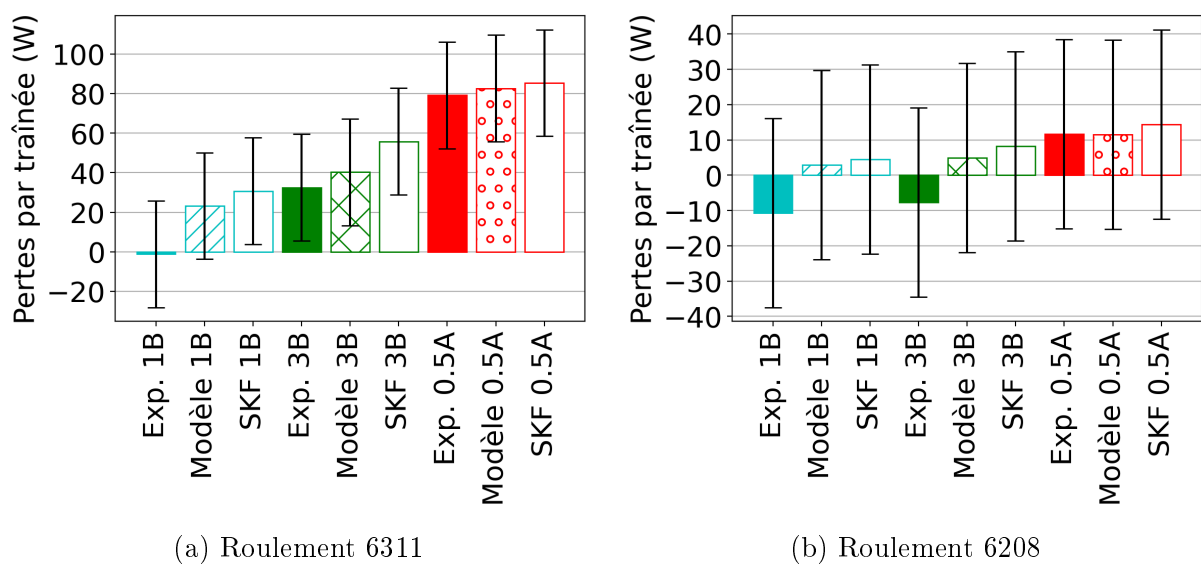 Pertes par traînée (W)
100
80
60
40
20
0
−20
Exp. 1B
Modèle 1B
SKF 1B
Exp. 3B
Modèle 3B
SKF 3B
Exp. 0.5A
Modèle 0.5A
SKF 0.5A
(a) Roulement 6311
Pertes par traînée (W)
40
30
20
10
0
−10
−20
−30
−40
Exp. 1B
Modèle 1B
SKF 1B
Exp. 3B
Modèle 3B
SKF 3B
Exp. 0.5A
Modèle 0.5A
SKF 0.5A
(b) Roulement 6208